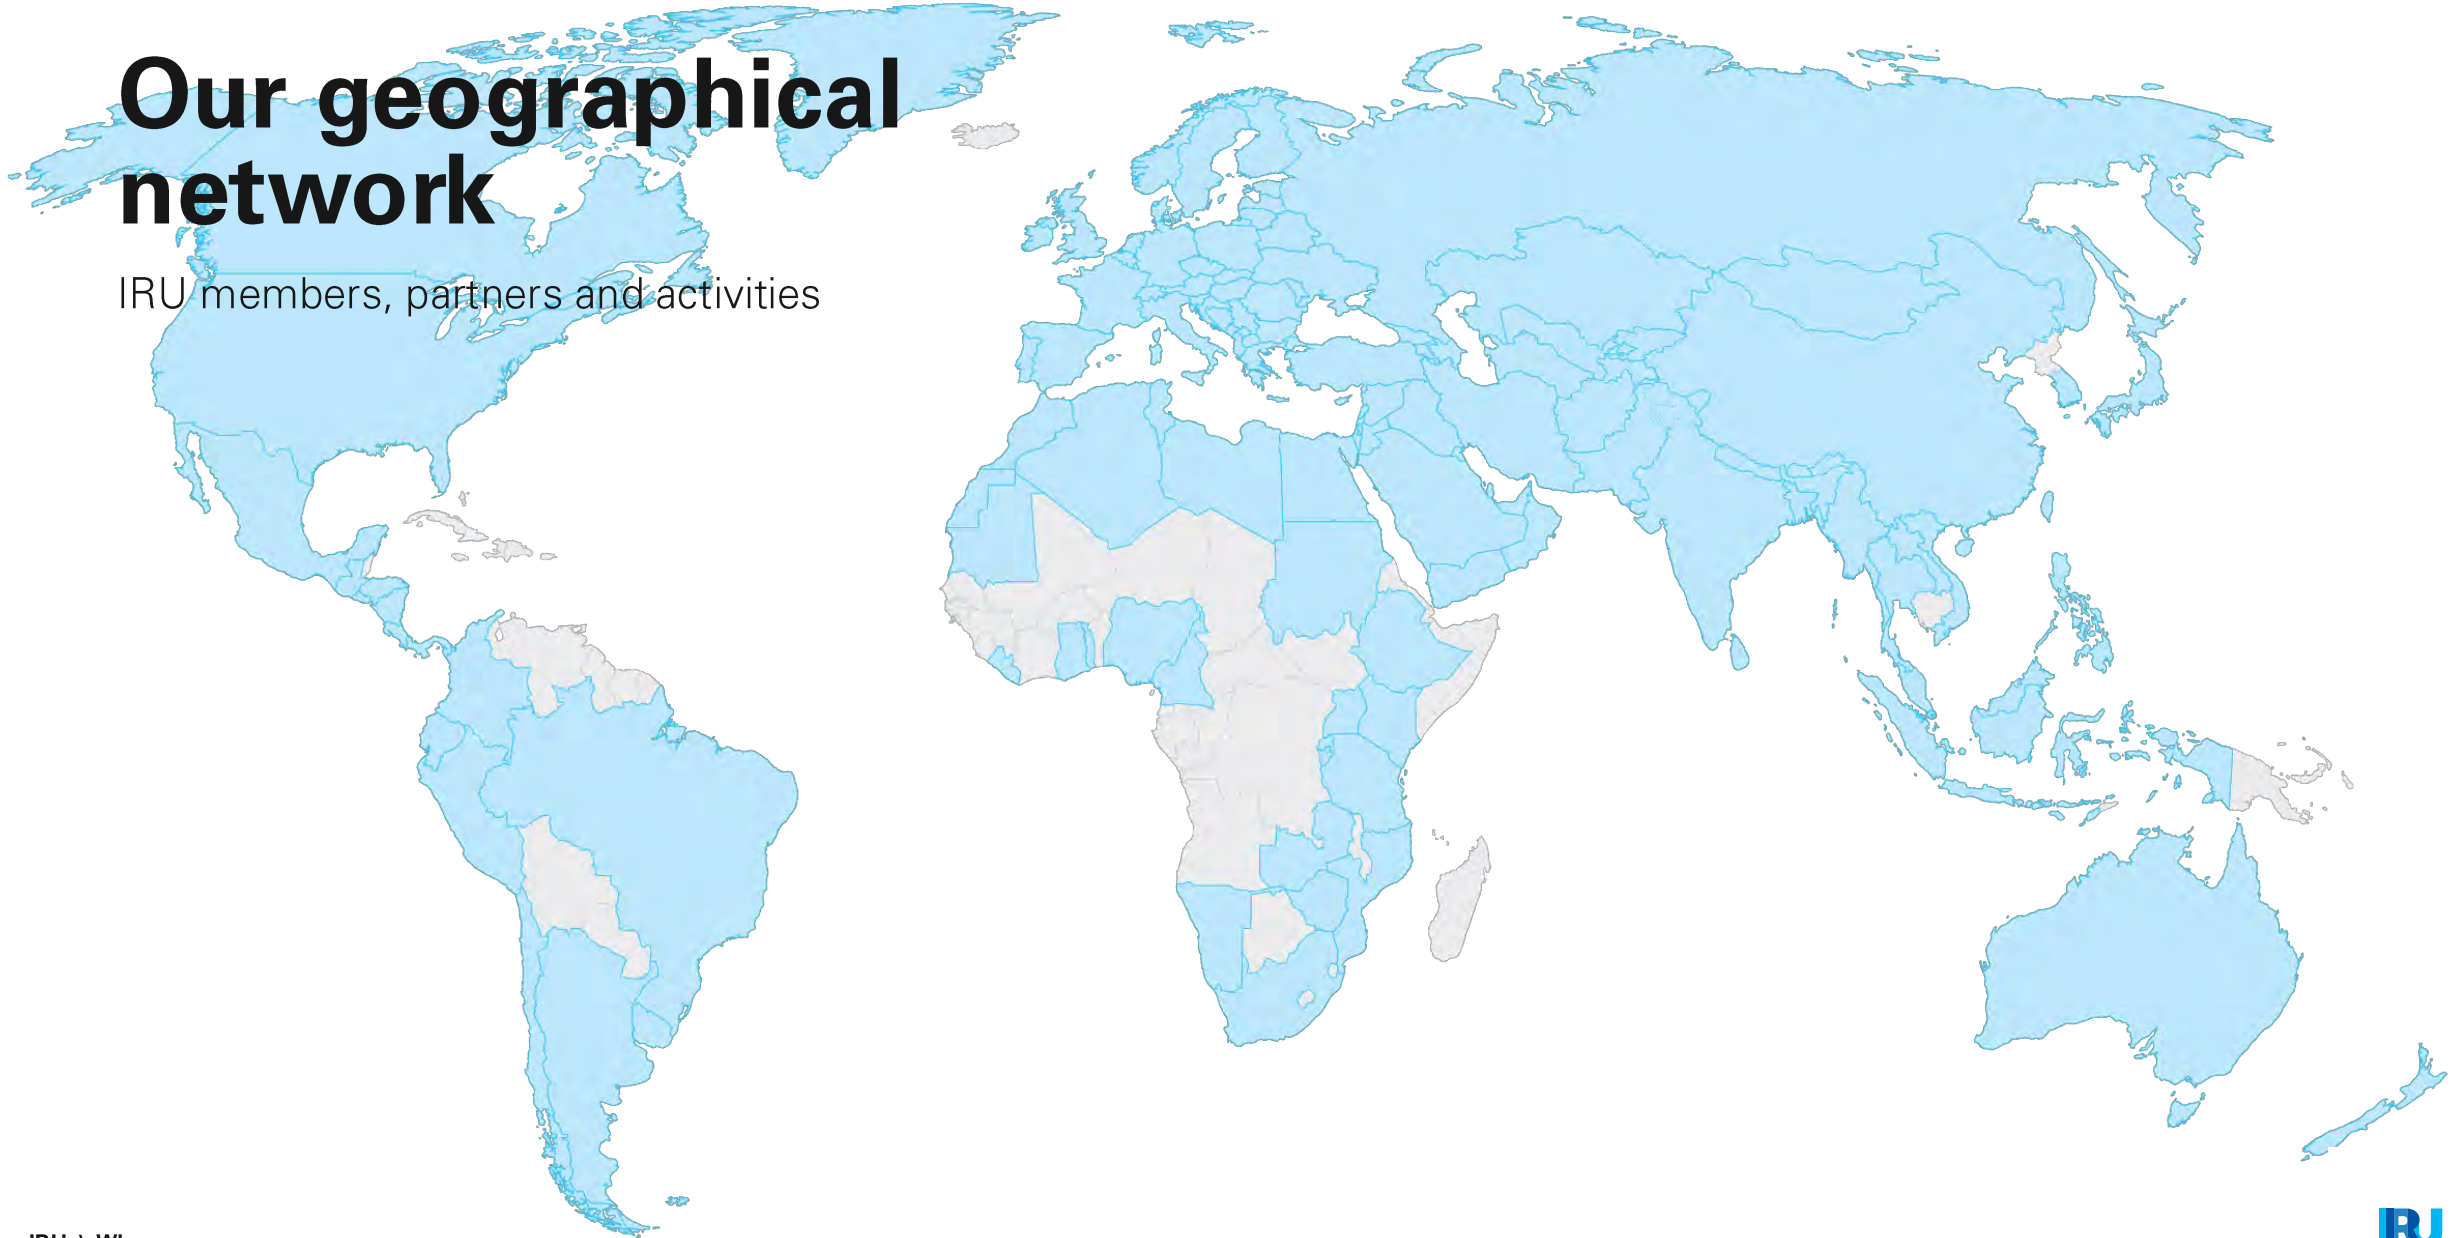 Our geographical
network
IRU members, partners and activities
IRU